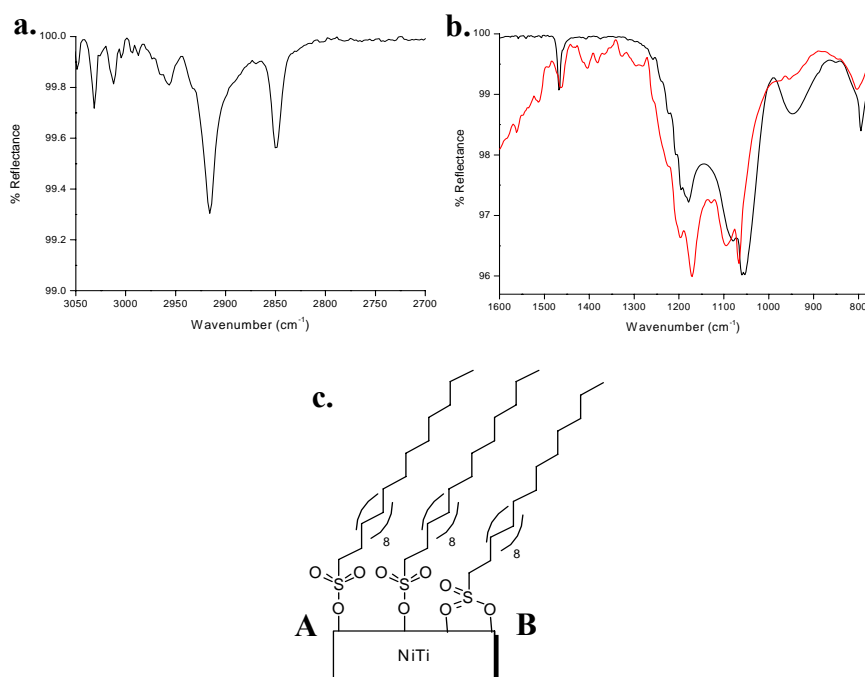 a.
100.0
99.8
99.6
99.4
99.2
99.0
% Reflectance
3050 3000 2950 2900 2850 2800 2750 2700
Wavenumber (cm⁻¹)
b.
100
99
98
97
96
% Reflectance
1600 1500 1400 1300 1200 1100 1000 900 800
Wavenumber (cm⁻¹)
c.
8 8 8
O O O O O
S S S
O O O O
A B
NiTi